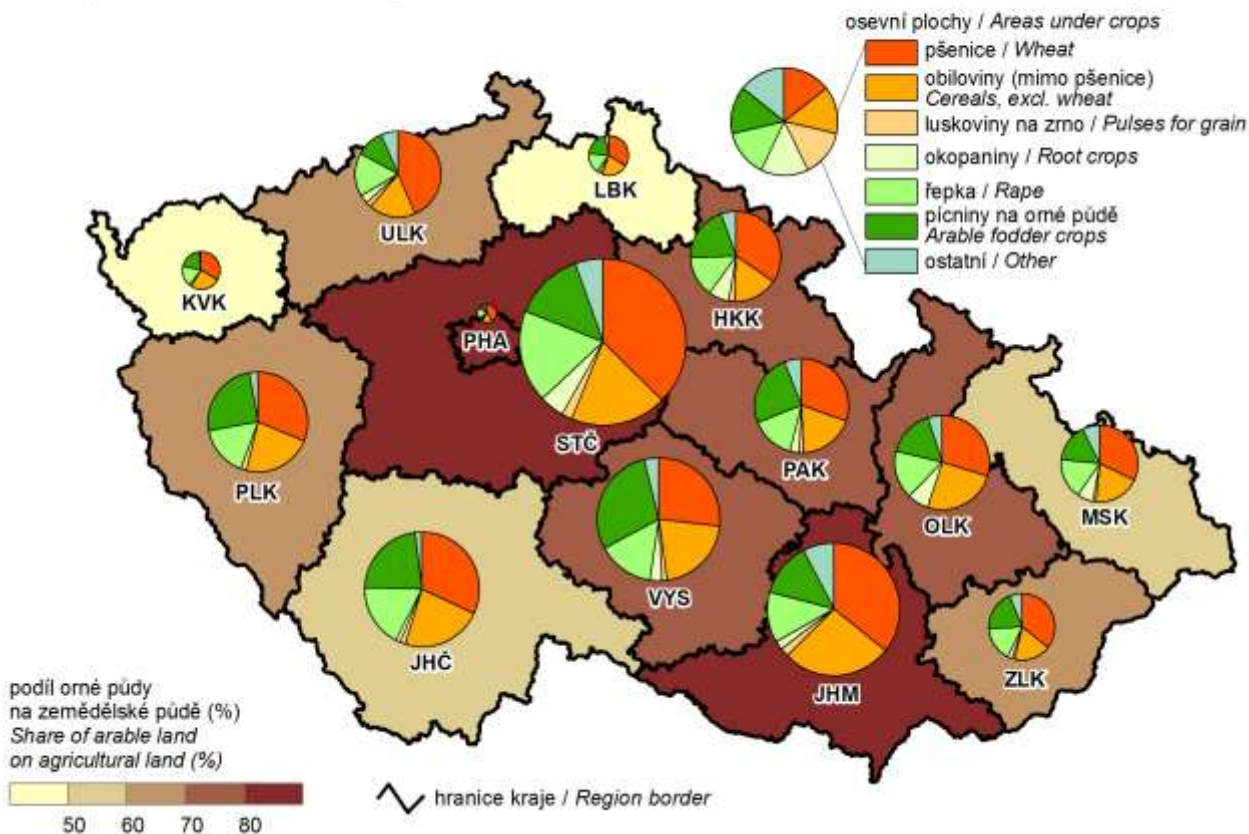 osevní plochy / Areas under crops
pšenice / Wheat
obiloviny (mimo pšenice)
Cereals, excl. wheat
luskoviny na zrno / Pulses for grain
okopaniny / Root crops
řepka / Rape
pícniny na orné půdě
Arable fodder crops
ostatní / Other
LBK
ULK
KVK
HKK
PHA
STČ
PAK
PLK
OLK
MSK
VYS
JHČ
JHM
ZLK
podíl orné půdy
na zemědělské půdě (%)
Share of arable land
on agricultural land (%)
50 60 70 80
hranice kraje / Region border